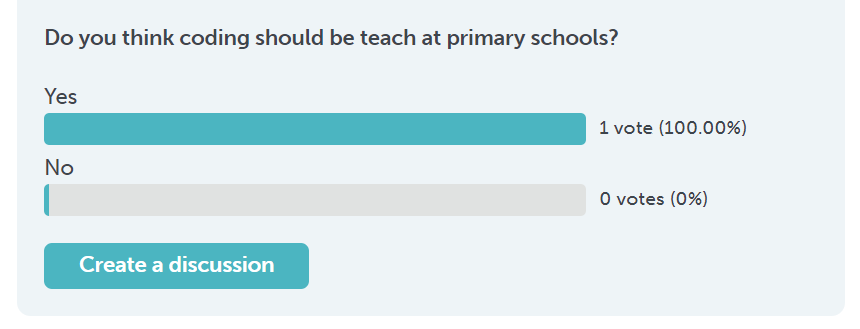 Do you think coding should be teach at primary schools?
Yes
1 vote (100.00%)
No
0 votes (0%)
Create a discussion